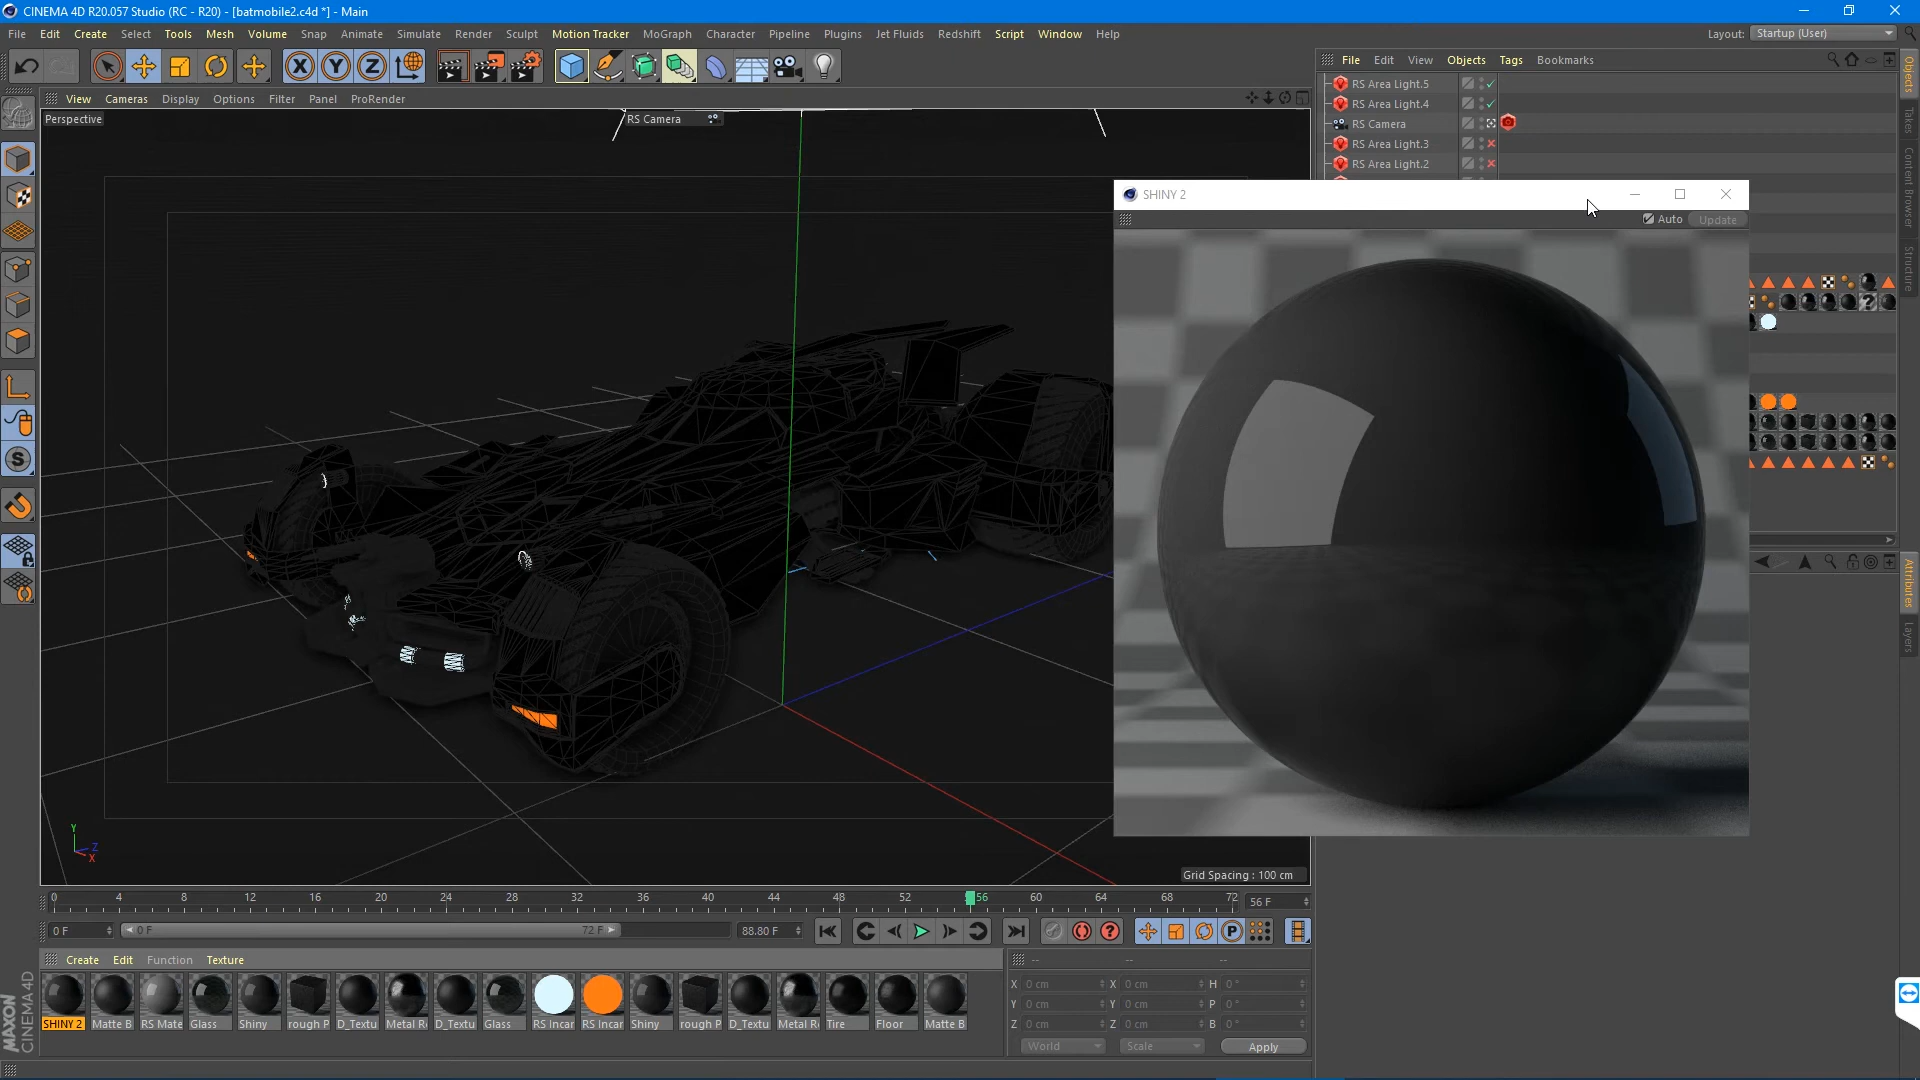 CINEMA 4D R20.057 Studio (RC - R20) - [batmobile2.c4d *] - Main
File Edit Create Select Tools Mesh Volume Snap Animate Simulate Render Sculpt Motion Tracker MoGraph Character Pipeline Plugins Jet Fluids Redshift Script Window Help
Layout: Startup (User)
File Edit View Objects Tags Bookmarks
View Cameras Display Options Filter Panel ProRender
Perspective
RS Camera
RS Area Light.5
RS Area Light.4
RS Camera
RS Area Light.3
RS Area Light.2
SHINY 2
Auto Update
Objects
Takes
Content Browser
Structure
Attributes
Layers
Y
Z
X
Grid Spacing : 100 cm
0 4 8 12 16 20 24 28 32 36 40 44 48 52 56 60 64 68 72
56 F
0 F
0 F
72 F
88.80 F
Create Edit Function Texture
SHINY 2 Matte B RS Mate Glass Shiny rough P D_Textu Metal R D_Textu Glass RS Incar RS Incar Shiny rough P D_Textu Metal R Tire Floor Matte B
-- -- --
X 0 cm X 0 cm H 0 °
Y 0 cm Y 0 cm P 0 °
Z 0 cm Z 0 cm B 0 °
World Scale Apply
MAXON
CINEMA 4D